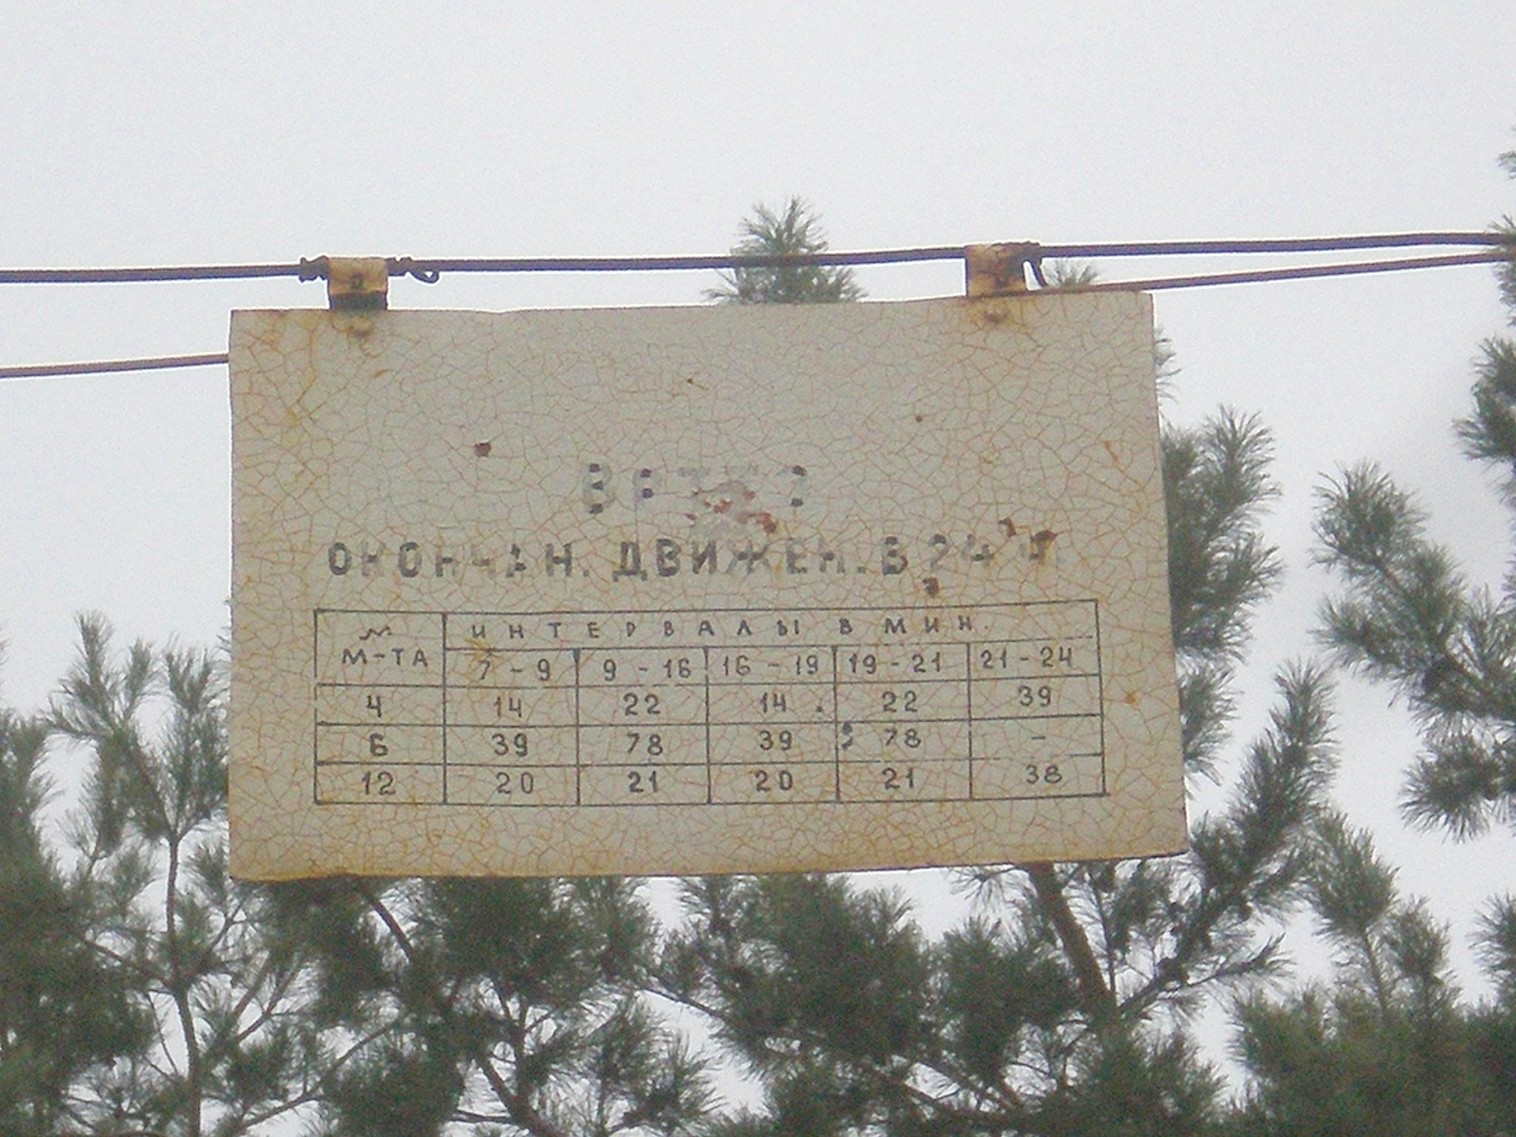 ОКОНЧАН. ДВИЖЕН. В 24 Ч.
№ ИНТЕРВАЛЫ В МИН.
М-ТА 7-9 9-16 16-19 19-21 21-24
4 14 22 14 22 39
6 39 78 39 78 -
12 20 21 20 21 38